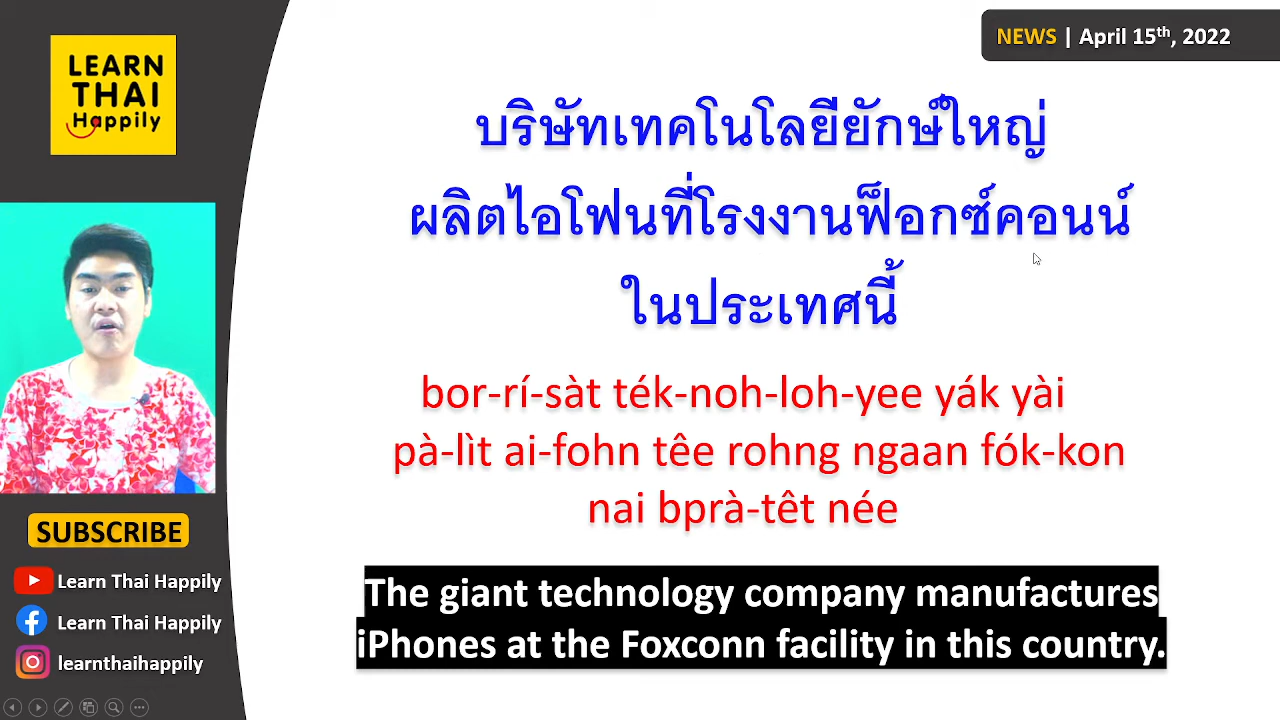 LEARN
THAI
Happily
NEWS | April 15th, 2022
บริษัทเทคโนโลยียักษ์ใหญ่
ผลิตไอโฟนที่โรงงานฟ็อกซ์คอนน์
ในประเทศนี้
bor-rí-sàt ték-noh-loh-yee yák yài
pà-lìt ai-fohn têe rohng ngaan fók-kon
nai bprà-têt née
The giant technology company manufactures
iPhones at the Foxconn facility in this country.
SUBSCRIBE
Learn Thai Happily
Learn Thai Happily
learnthaihappily